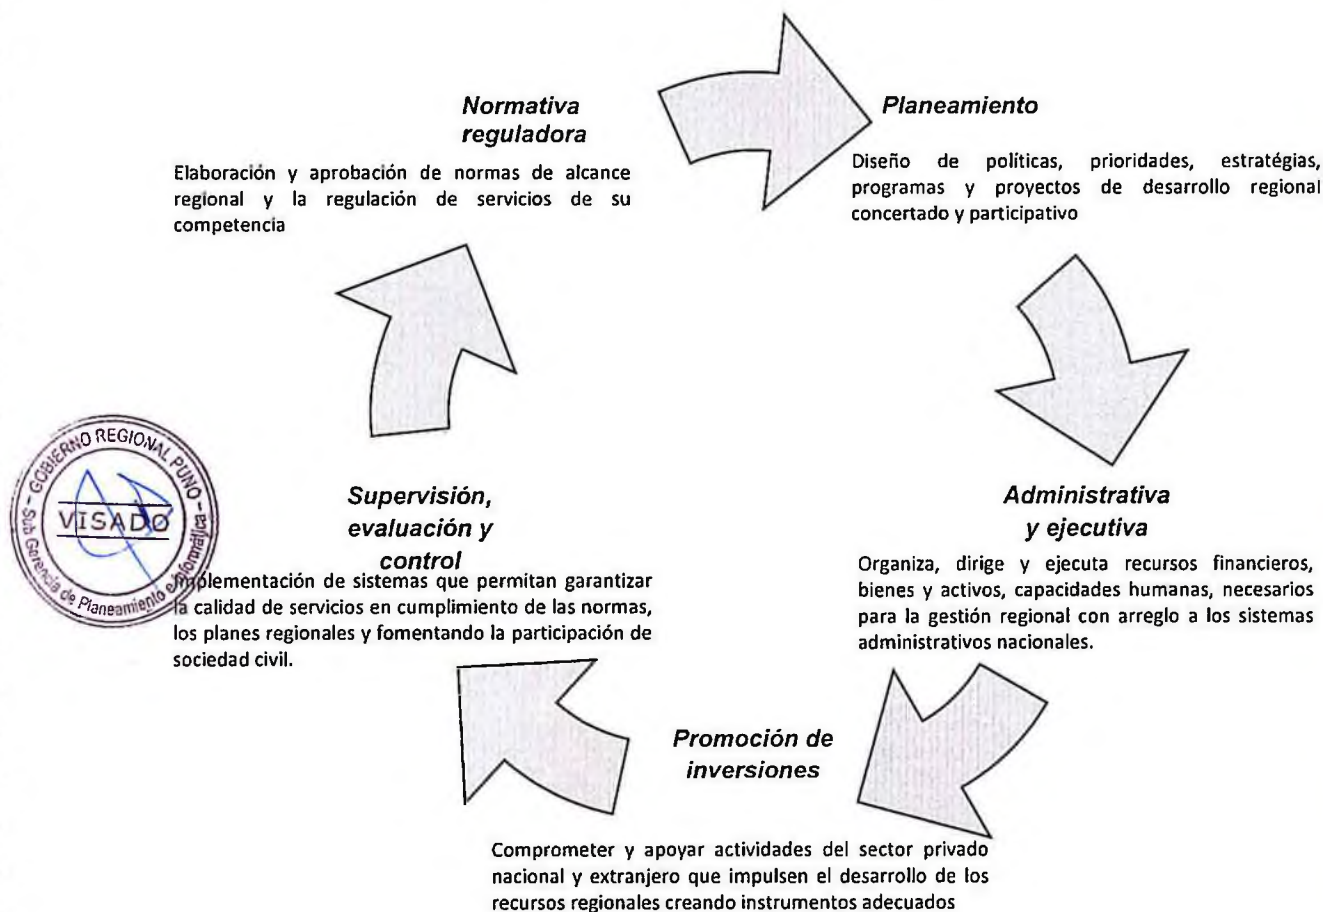 Normativa
reguladora
Elaboración y aprobación de normas de alcance
regional y la regulación de servicios de su
competencia
Planeamiento
Diseño de políticas, prioridades, estratégias,
programas y proyectos de desarrollo regional
concertado y participativo
Administrativa
y ejecutiva
Organiza, dirige y ejecuta recursos financieros,
bienes y activos, capacidades humanas, necesarios
para la gestión regional con arreglo a los sistemas
administrativos nacionales.
Promoción de
inversiones
Comprometer y apoyar actividades del sector privado
nacional y extranjero que impulsen el desarrollo de los
recursos regionales creando instrumentos adecuados
Supervisión,
evaluación y
control
Implementación de sistemas que permitan garantizar
la calidad de servicios en cumplimiento de las normas,
los planes regionales y fomentando la participación de
sociedad civil.
GOBIERNO REGIONAL PUNO
VISADO
Sub Gerencia de Planeamiento e Informática